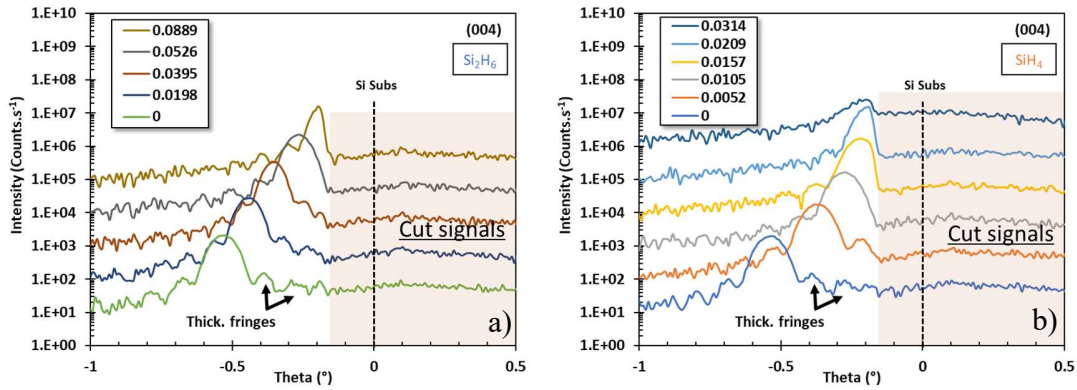 1.E+10
1.E+09
1.E+08
1.E+07
1.E+06
1.E+05
1.E+04
1.E+03
1.E+02
1.E+01
1.E+00
Intensity (Counts.s⁻¹)
0.0889
0.0526
0.0395
0.0198
0
(004)
Si₂H₆
Si Subs
Cut signals
Thick. fringes
a)
-1
-0.5
0
0.5
Theta (°)
1.E+10
1.E+09
1.E+08
1.E+07
1.E+06
1.E+05
1.E+04
1.E+03
1.E+02
1.E+01
1.E+00
Intensity (Counts.s⁻¹)
0.0314
0.0209
0.0157
0.0105
0.0052
0
(004)
SiH₄
Si Subs
Cut signals
Thick. fringes
b)
-1
-0.5
0
0.5
Theta (°)